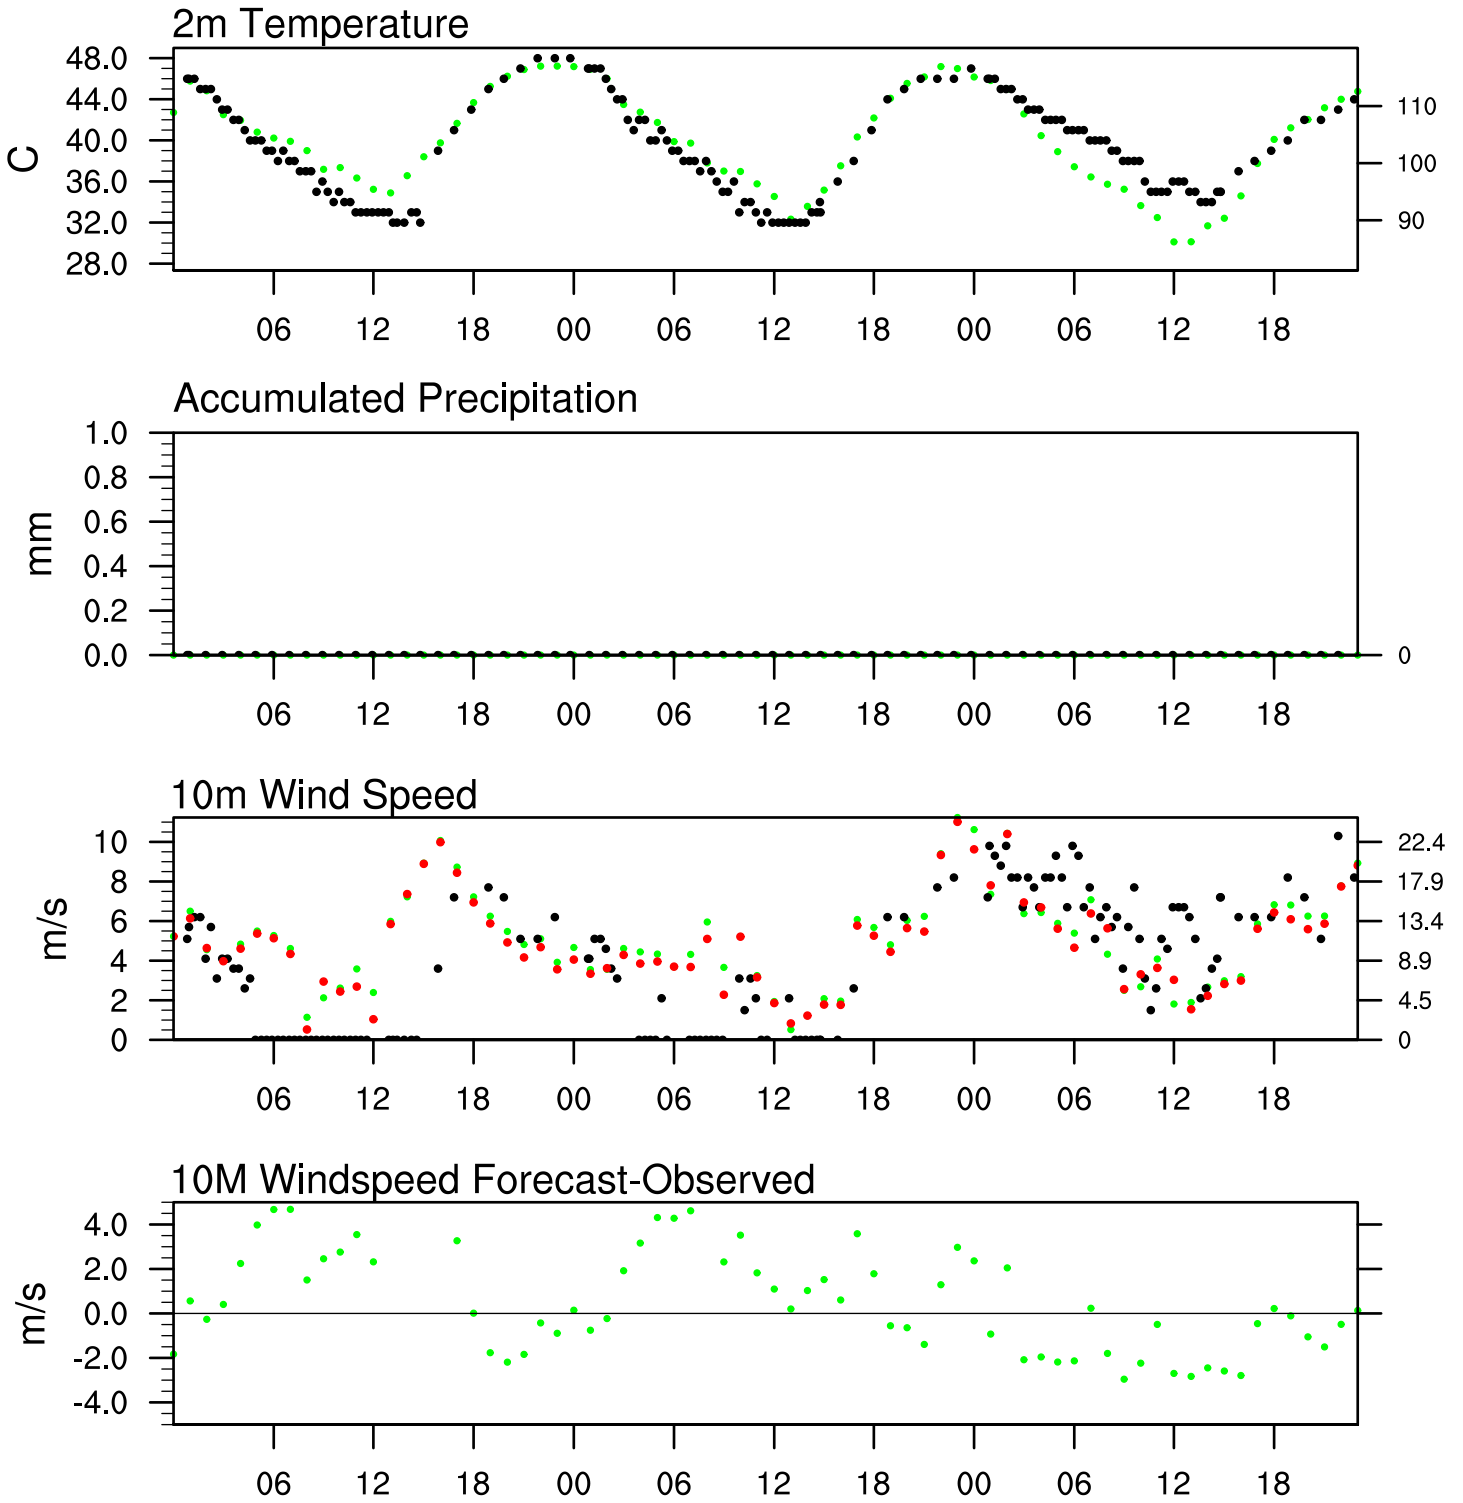 2m Temperature
48.0
44.0
40.0
36.0
32.0
28.0
C
110
100
90
06 12 18 00 06 12 18 00 06 12 18
Accumulated Precipitation
1.0
0.8
0.6
0.4
0.2
0.0
mm
0
06 12 18 00 06 12 18 00 06 12 18
10m Wind Speed
10
8
6
4
2
0
m/s
22.4
17.9
13.4
8.9
4.5
0
06 12 18 00 06 12 18 00 06 12 18
10M Windspeed Forecast-Observed
4.0
2.0
0.0
-2.0
-4.0
m/s
06 12 18 00 06 12 18 00 06 12 18